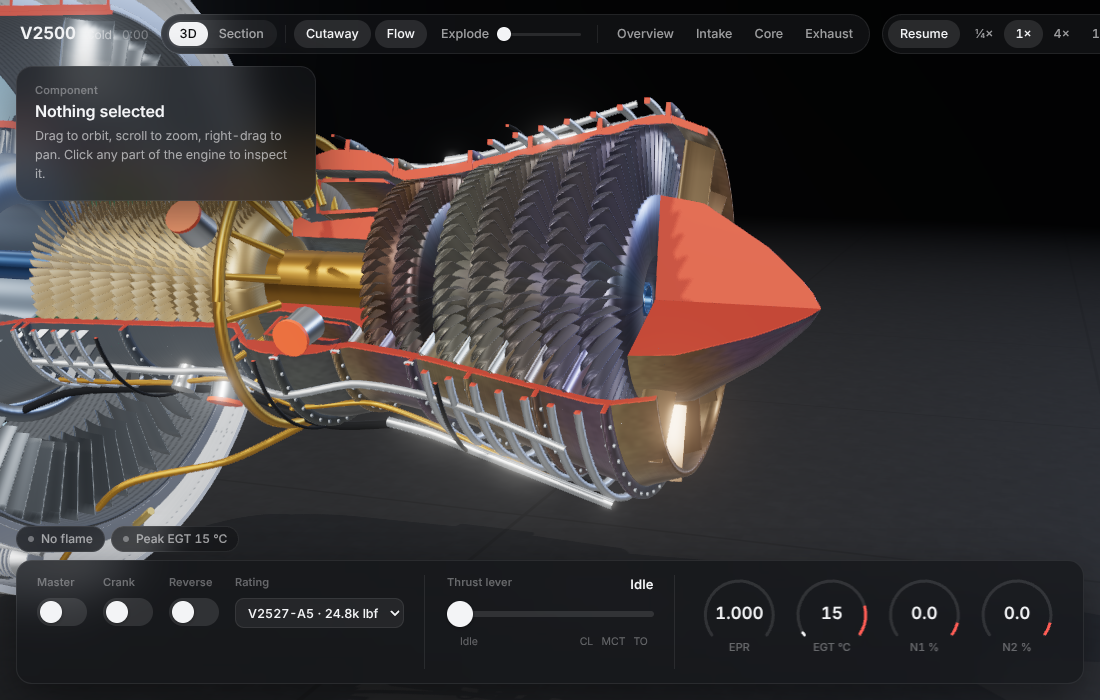 V2500
Cold 0:00
3D
Section
Cutaway
Flow
Explode
Overview
Intake
Core
Exhaust
Resume
¼×
1×
4×
Component
Nothing selected
Drag to orbit, scroll to zoom, right-drag to
pan. Click any part of the engine to inspect
it.
No flame
Peak EGT 15 °C
Master
Crank
Reverse
Rating
V2527-A5 · 24.8k lbf
Thrust lever
Idle
Idle
CL
MCT
TO
1.000
EPR
15
EGT °C
0.0
N1 %
0.0
N2 %